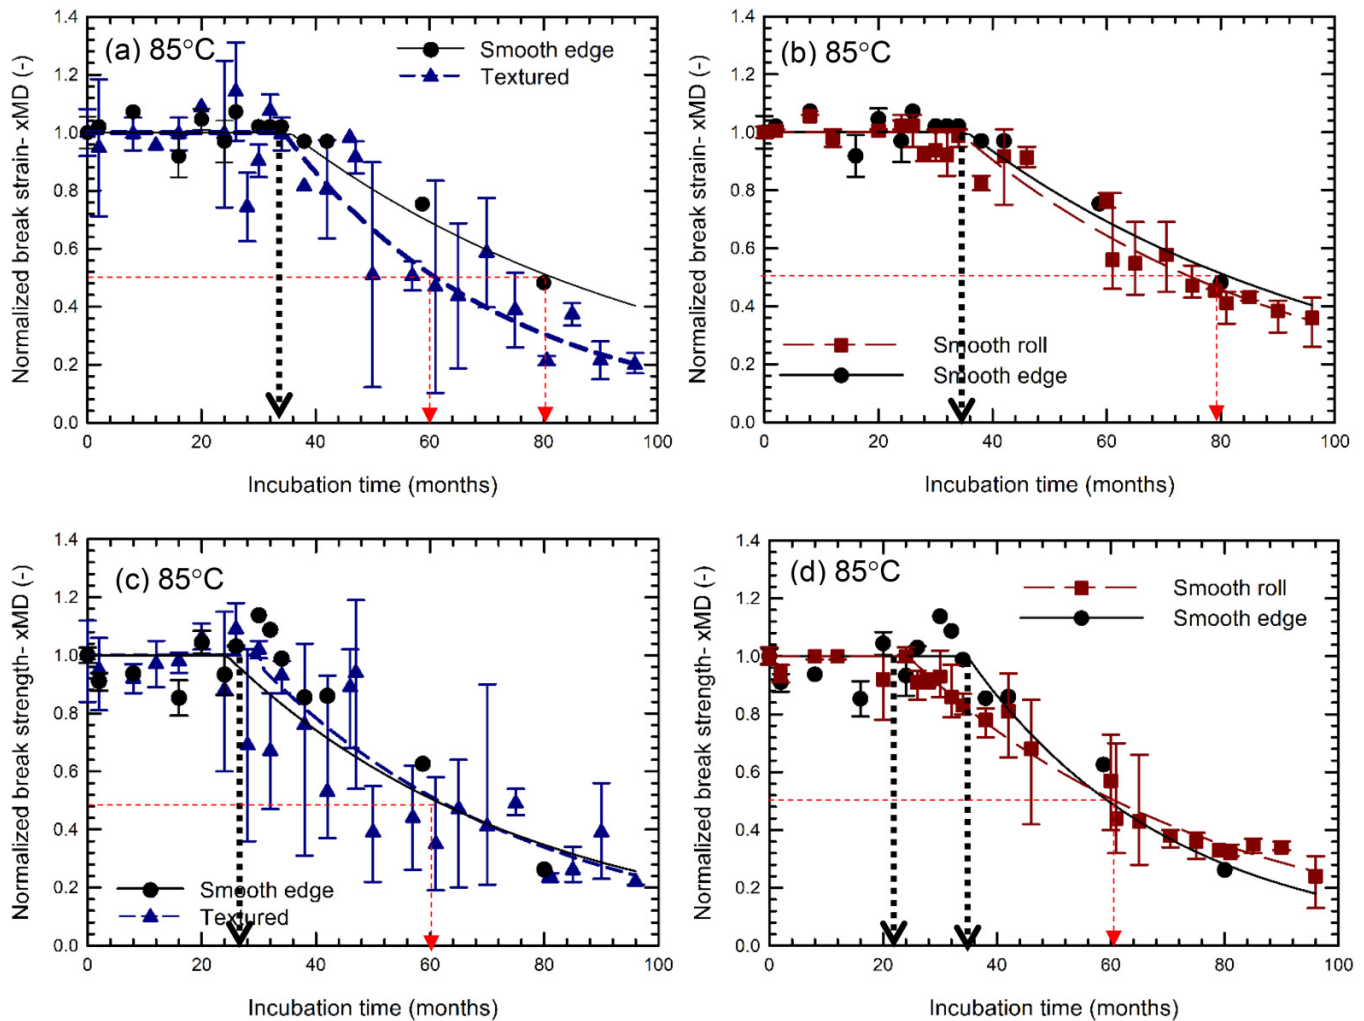 (a) 85°C
Smooth edge
Textured
Normalized break strain- xMD (-)
1.4
1.2
1.0
0.8
0.6
0.4
0.2
0.0
0 20 40 60 80 100
Incubation time (months)
(b) 85°C
Normalized break strain- xMD (-)
1.4
1.2
1.0
0.8
0.6
0.4
0.2
0.0
Smooth roll
Smooth edge
0 20 40 60 80 100
Incubation time (months)
(c) 85°C
Normalized break strength- xMD (-)
1.4
1.2
1.0
0.8
0.6
0.4
0.2
0.0
Smooth edge
Textured
0 20 40 60 80 100
Incubation time (months)
(d) 85°C
Smooth roll
Smooth edge
Normalized break strength- xMD (-)
1.4
1.2
1.0
0.8
0.6
0.4
0.2
0.0
0 20 40 60 80 100
Incubation time (months)